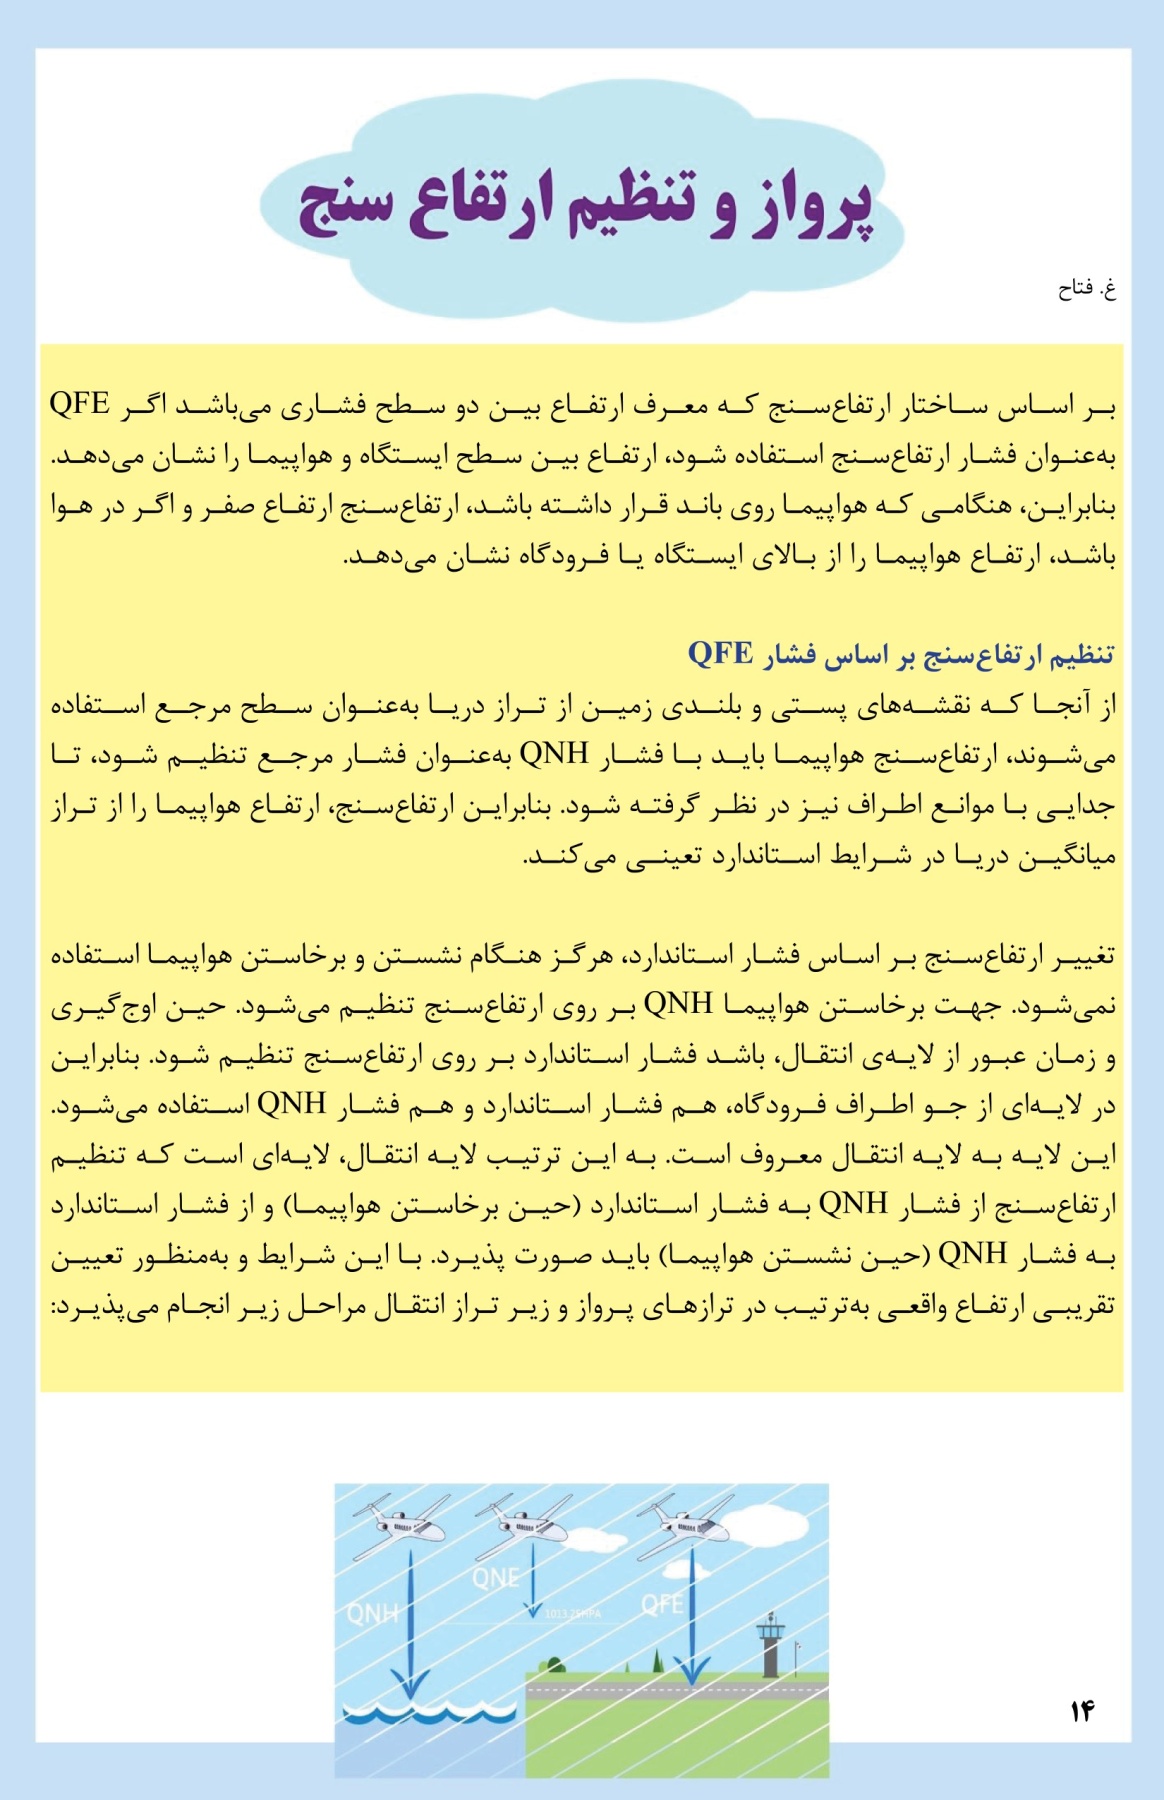 پرواز و تنظیم ارتفاع سنج
غ. فتاح
بر اساس ساختار ارتفاع‌سنج که معرف ارتفاع بین دو سطح فشاری می‌باشد اگر QFE
به‌عنوان فشار ارتفاع‌سنج استفاده شود، ارتفاع بین سطح ایستگاه و هواپیما را نشان می‌دهد.
بنابراین، هنگامی که هواپیما روی باند قرار داشته باشد، ارتفاع‌سنج ارتفاع صفر و اگر در هوا
باشد، ارتفاع هواپیما را از بالای ایستگاه یا فرودگاه نشان می‌دهد.
تنظیم ارتفاع‌سنج بر اساس فشار QFE
از آنجا که نقشه‌های پستی و بلندی زمین از تراز دریا به‌عنوان سطح مرجع استفاده
می‌شوند، ارتفاع‌سنج هواپیما باید با فشار QNH به‌عنوان فشار مرجع تنظیم شود، تا
جدایی با موانع اطراف نیز در نظر گرفته شود. بنابراین ارتفاع‌سنج، ارتفاع هواپیما را از تراز
میانگین دریا در شرایط استاندارد تعینی می‌کند.
تغییر ارتفاع‌سنج بر اساس فشار استاندارد، هرگز هنگام نشستن و برخاستن هواپیما استفاده
نمی‌شود. جهت برخاستن هواپیما QNH بر روی ارتفاع‌سنج تنظیم می‌شود. حین اوج‌گیری
و زمان عبور از لایه‌ی انتقال، باشد فشار استاندارد بر روی ارتفاع‌سنج تنظیم شود. بنابراین
در لایه‌ای از جو اطراف فرودگاه، هم فشار استاندارد و هم فشار QNH استفاده می‌شود.
این لایه به لایه انتقال معروف است. به این ترتیب لایه انتقال، لایه‌ای است که تنظیم
ارتفاع‌سنج از فشار QNH به فشار استاندارد (حین برخاستن هواپیما) و از فشار استاندارد
به فشار QNH (حین نشستن هواپیما) باید صورت پذیرد. با این شرایط و به‌منظور تعیین
تقریبی ارتفاع واقعی به‌ترتیب در ترازهای پرواز و زیر تراز انتقال مراحل زیر انجام می‌پذیرد:
QNE
QNH
QFE
1013.25HPA
۱۴